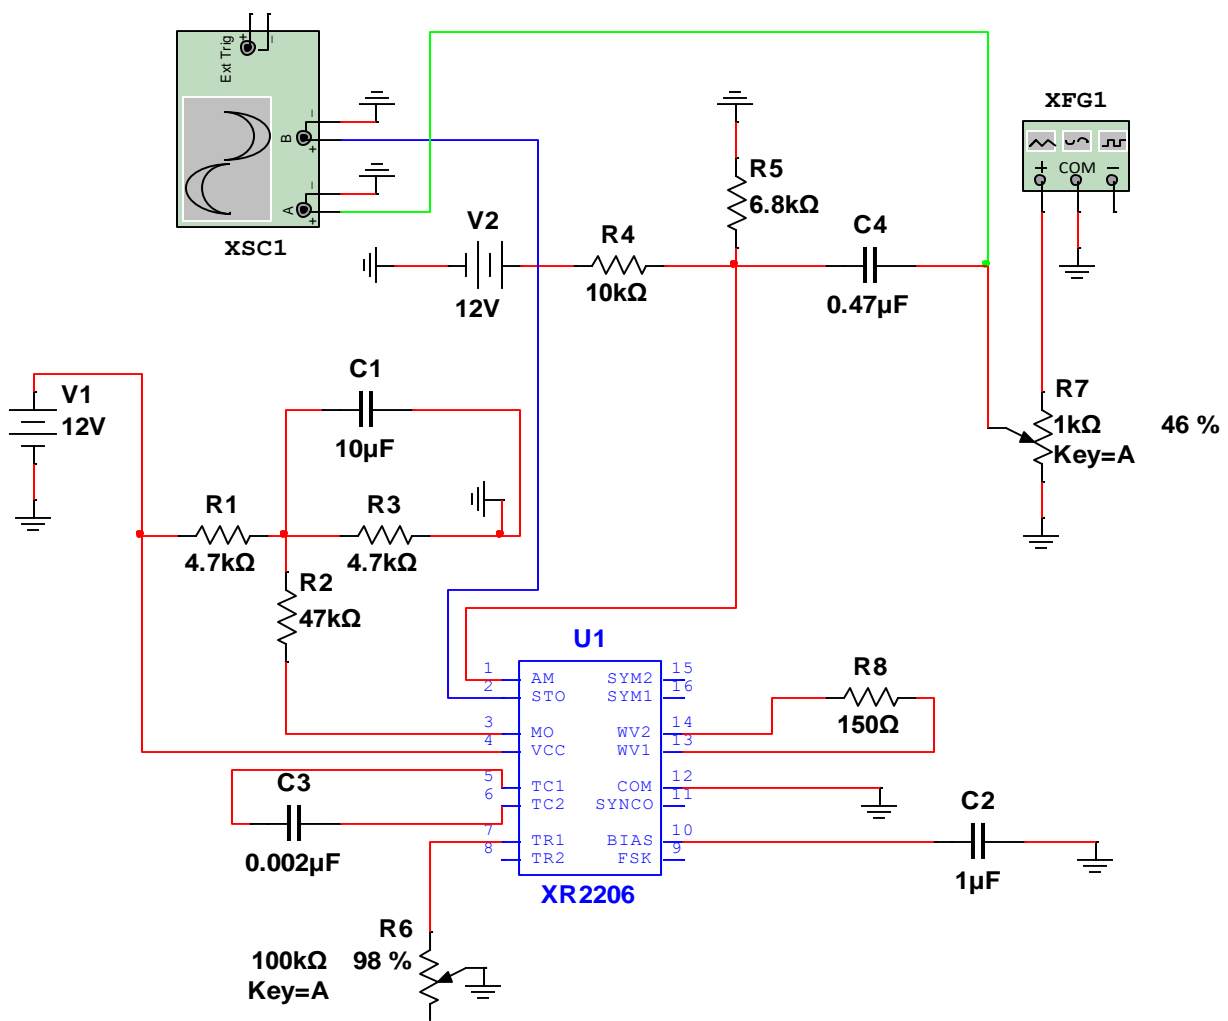 Ext Trig
+
–
B
–
+
A
–
+
XSC1
XFG1
+ COM –
R5
6.8kΩ
V2
12V
R4
10kΩ
C4
0.47µF
V1
12V
C1
10µF
R7
1kΩ 46 %
Key=A
R1
4.7kΩ
R3
4.7kΩ
R2
47kΩ
U1
1 AM SYM2 15
2 STO SYM1 16
3 MO WV2 14
4 VCC WV1 13
5 TC1 COM 12
6 TC2 SYNCO 11
7 TR1 BIAS 10
8 TR2 FSK 9
XR2206
R8
150Ω
C3
0.002µF
C2
1µF
R6
100kΩ 98 %
Key=A